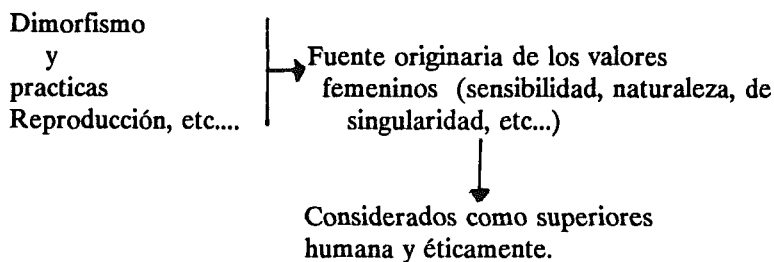 Dimorfismo
y
practicas
Reproducción, etc....
Fuente originaria de los valores
femeninos (sensibilidad, naturaleza, de
singularidad, etc...)
Considerados como superiores
humana y éticamente.